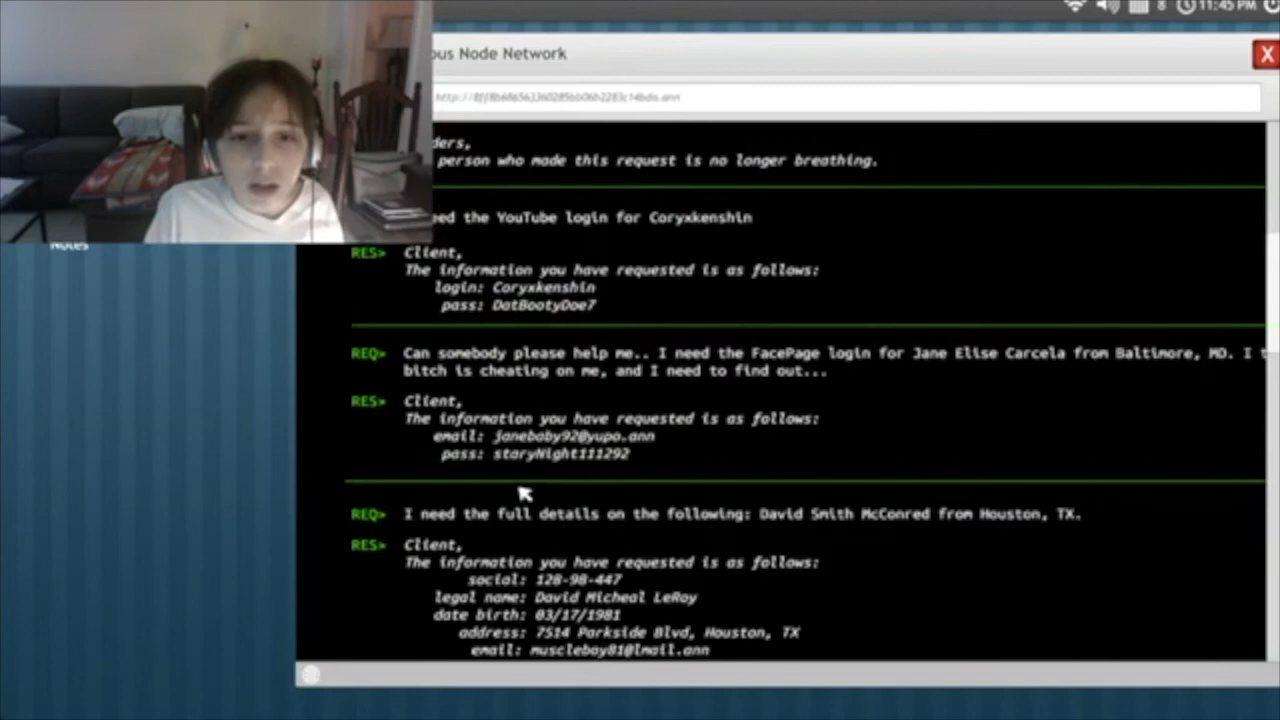 8 11:45 PM
ous Node Network
X
ders,
person who made this request is no longer breathing.
eed the YouTube login for Coryxkenshin
RES> Client,
The information you have requested is as follows:
login: Coryxkenshin
pass: DatBootyDoe7
REQ> Can somebody please help me.. I need the FacePage login for Jane Elise Carcela from Baltimore, MD. I t
bitch is cheating on me, and I need to find out...
RES> Client,
The information you have requested is as follows:
email: janebaby92@yupo.ann
pass: staryNight111292
REQ> I need the full details on the following: David Smith McConred from Houston, TX.
RES> Client,
The information you have requested is as follows:
social: 128-98-447
legal name: David Micheal LeRoy
date birth: 03/17/1981
address: 7514 Parkside Blvd, Houston, TX
email: muscleboy81@lmail.ann
Notes